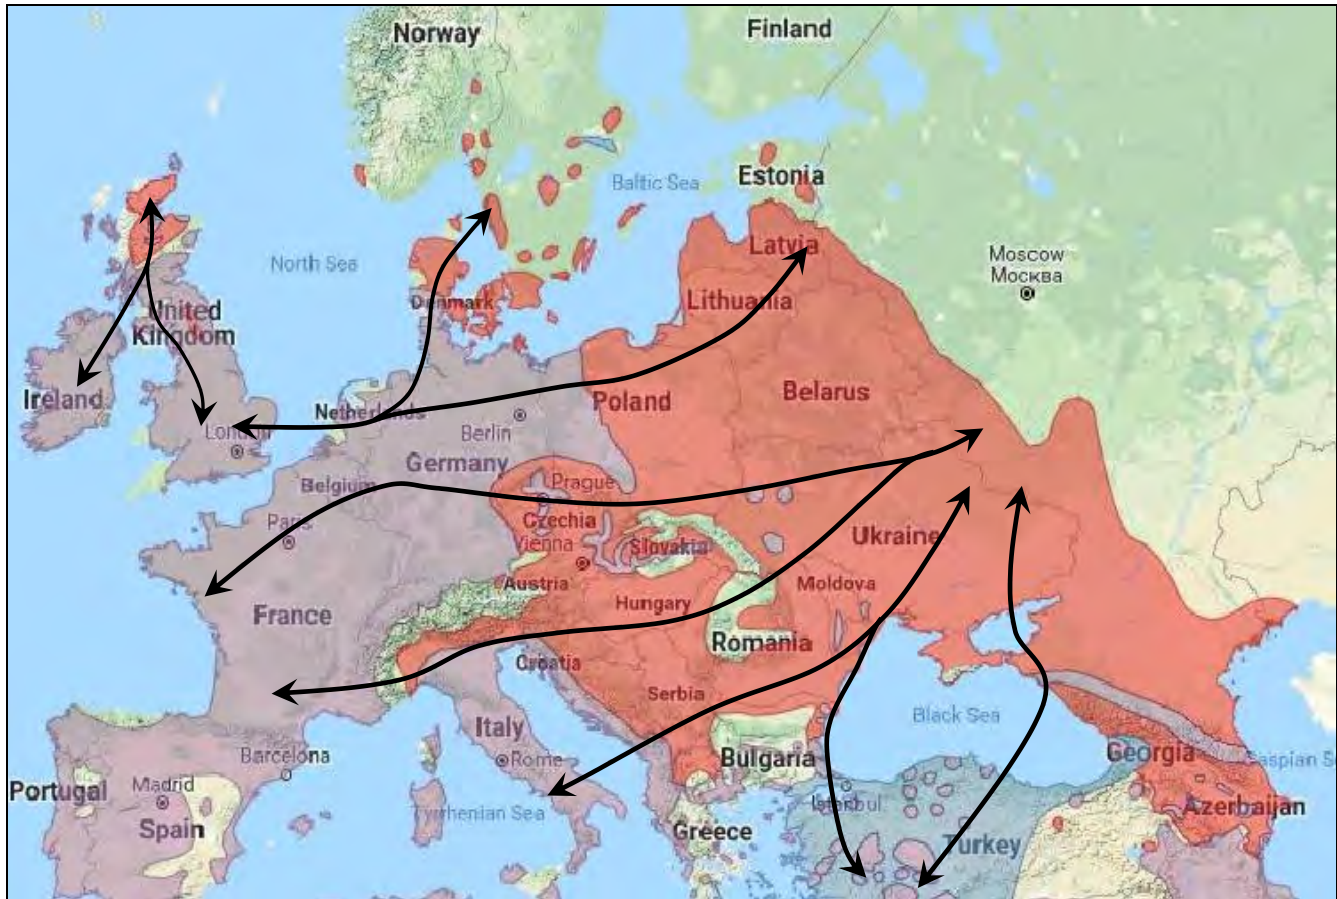 Norway
Finland
Estonia
Baltic Sea
Latvia
Moscow
Москва
North Sea
Denmark
Lithuania
United
Kingdom
Ireland
Netherlands
Poland
Belarus
London
Berlin
Germany
Belgium
Prague
Paris
Czechia
Vienna
Slovakia
Ukraine
Austria
Moldova
France
Hungary
Romania
Croatia
Serbia
Black Sea
Italy
Barcelona
Rome
Bulgaria
Georgia
Caspian S
Portugal
Madrid
Tyrrhenian Sea
Istanbul
Azerbaijan
Spain
Greece
Turkey